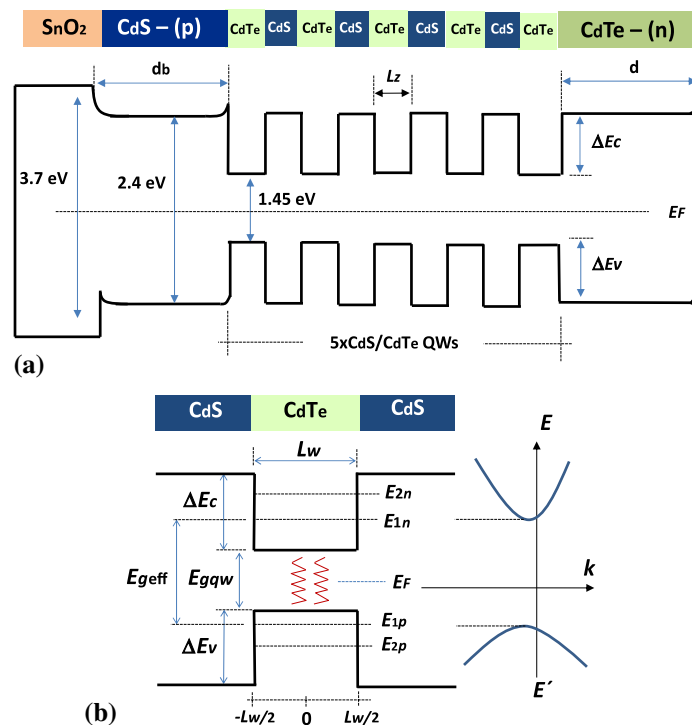 SnO2 CdS – (p) CdTe CdS CdTe CdS CdTe CdS CdTe CdS CdTe CdTe – (n)
db Lz d
ΔEc
3.7 eV 2.4 eV 1.45 eV EF
ΔEv
5xCdS/CdTe QWs
(a)
CdS CdTe CdS
Lw E
ΔEc E2n
E1n
Egeff Egqw EF k
E1p
ΔEv E2p
E´
(b) -Lw/2 0 Lw/2